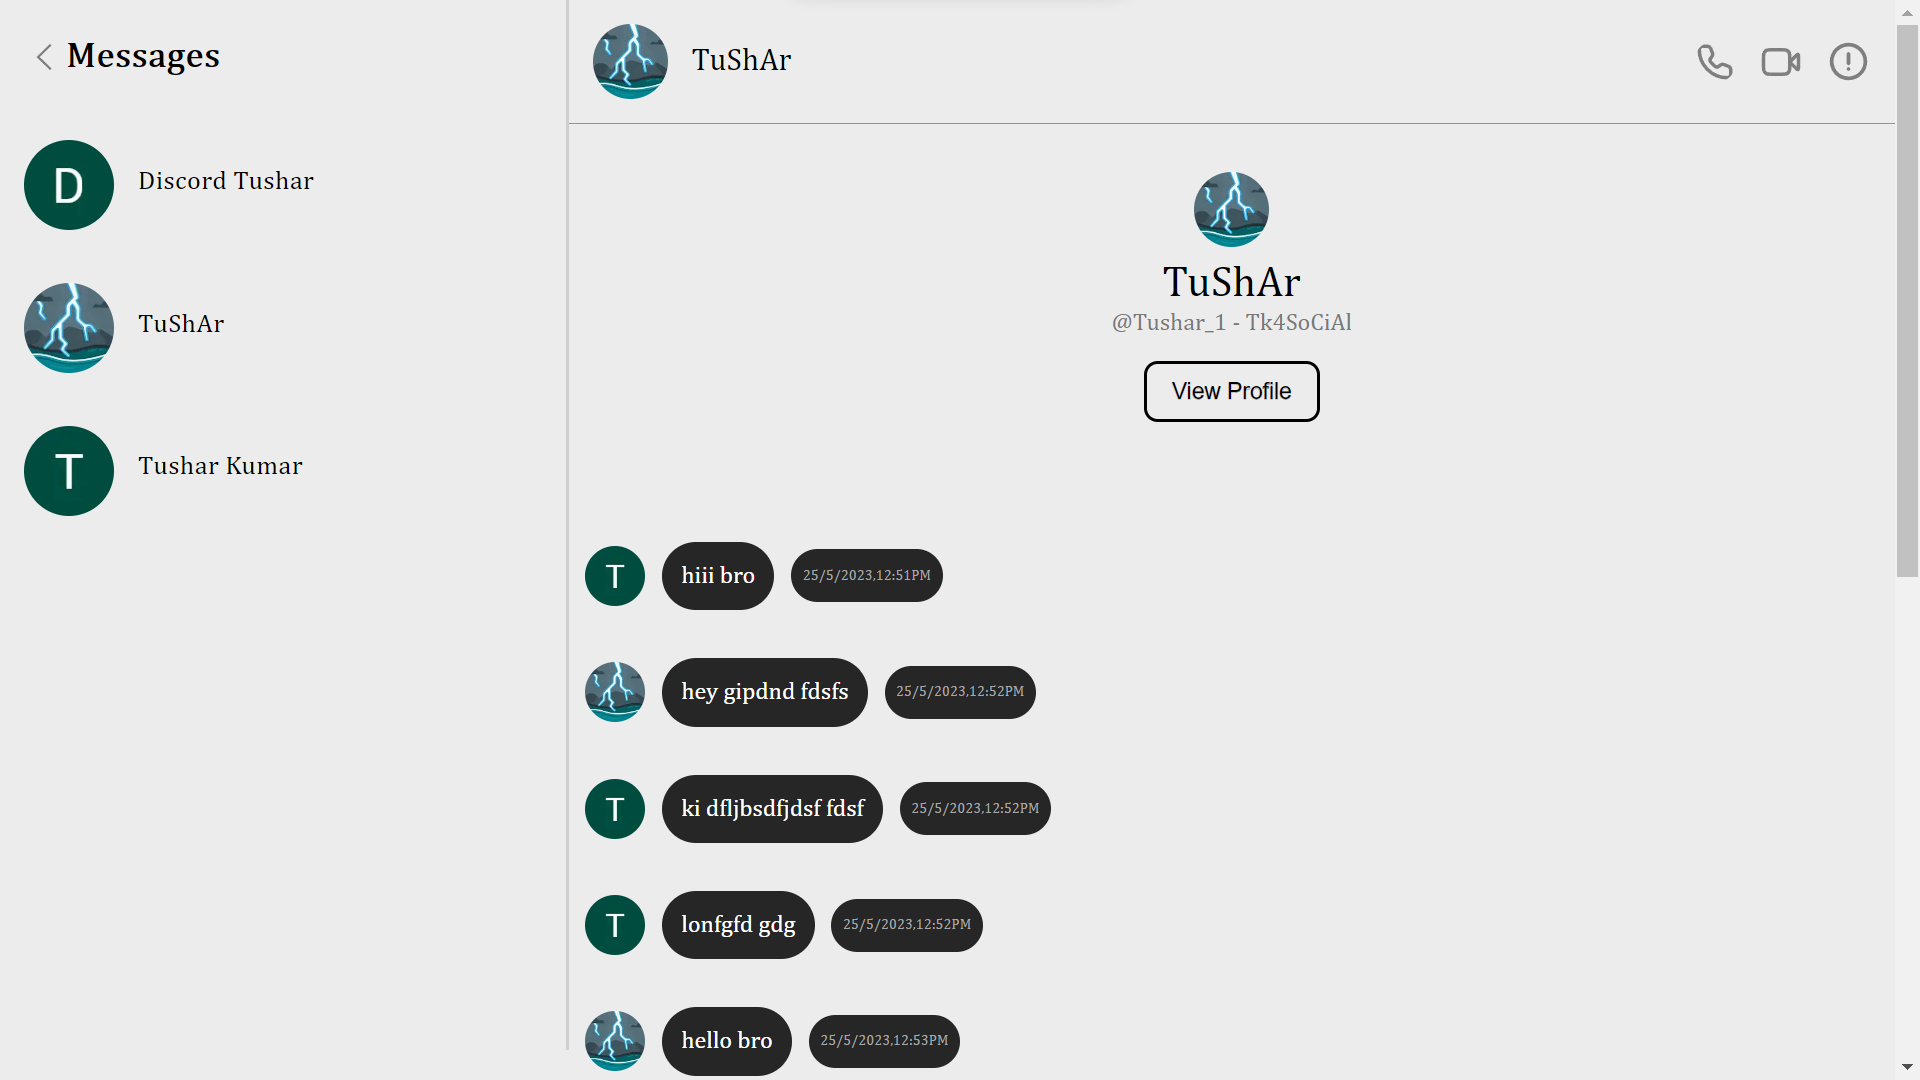 Messages
D
Discord Tushar
TuShAr
T
Tushar Kumar
TuShAr
TuShAr
@Tushar_1 - Tk4SoCiAl
View Profile
T
hiii bro
25/5/2023,12:51PM
hey gipdnd fdsfs
25/5/2023,12:52PM
T
ki dfljbsdfjdsf fdsf
25/5/2023,12:52PM
T
lonfgfd gdg
25/5/2023,12:52PM
hello bro
25/5/2023,12:53PM